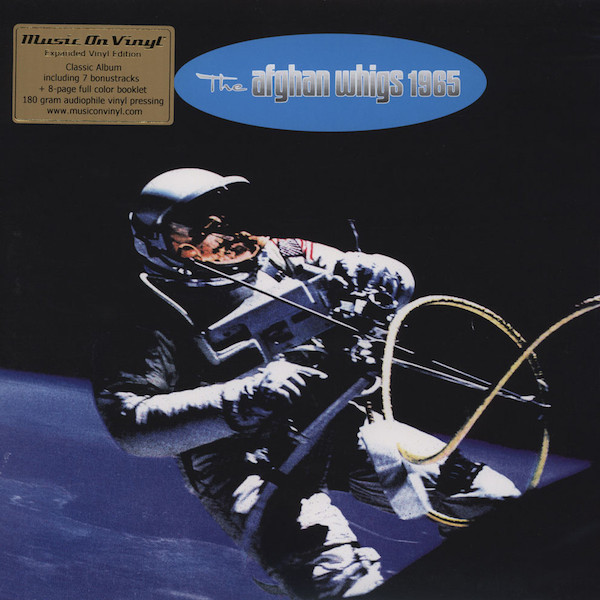 Music On Vinyl
Expanded Vinyl Edition
Classic Album
including 7 bonustracks
+ 8-page full color booklet
180 gram audiophile vinyl pressing
www.musiconvinyl.com
The afghan whigs 1965